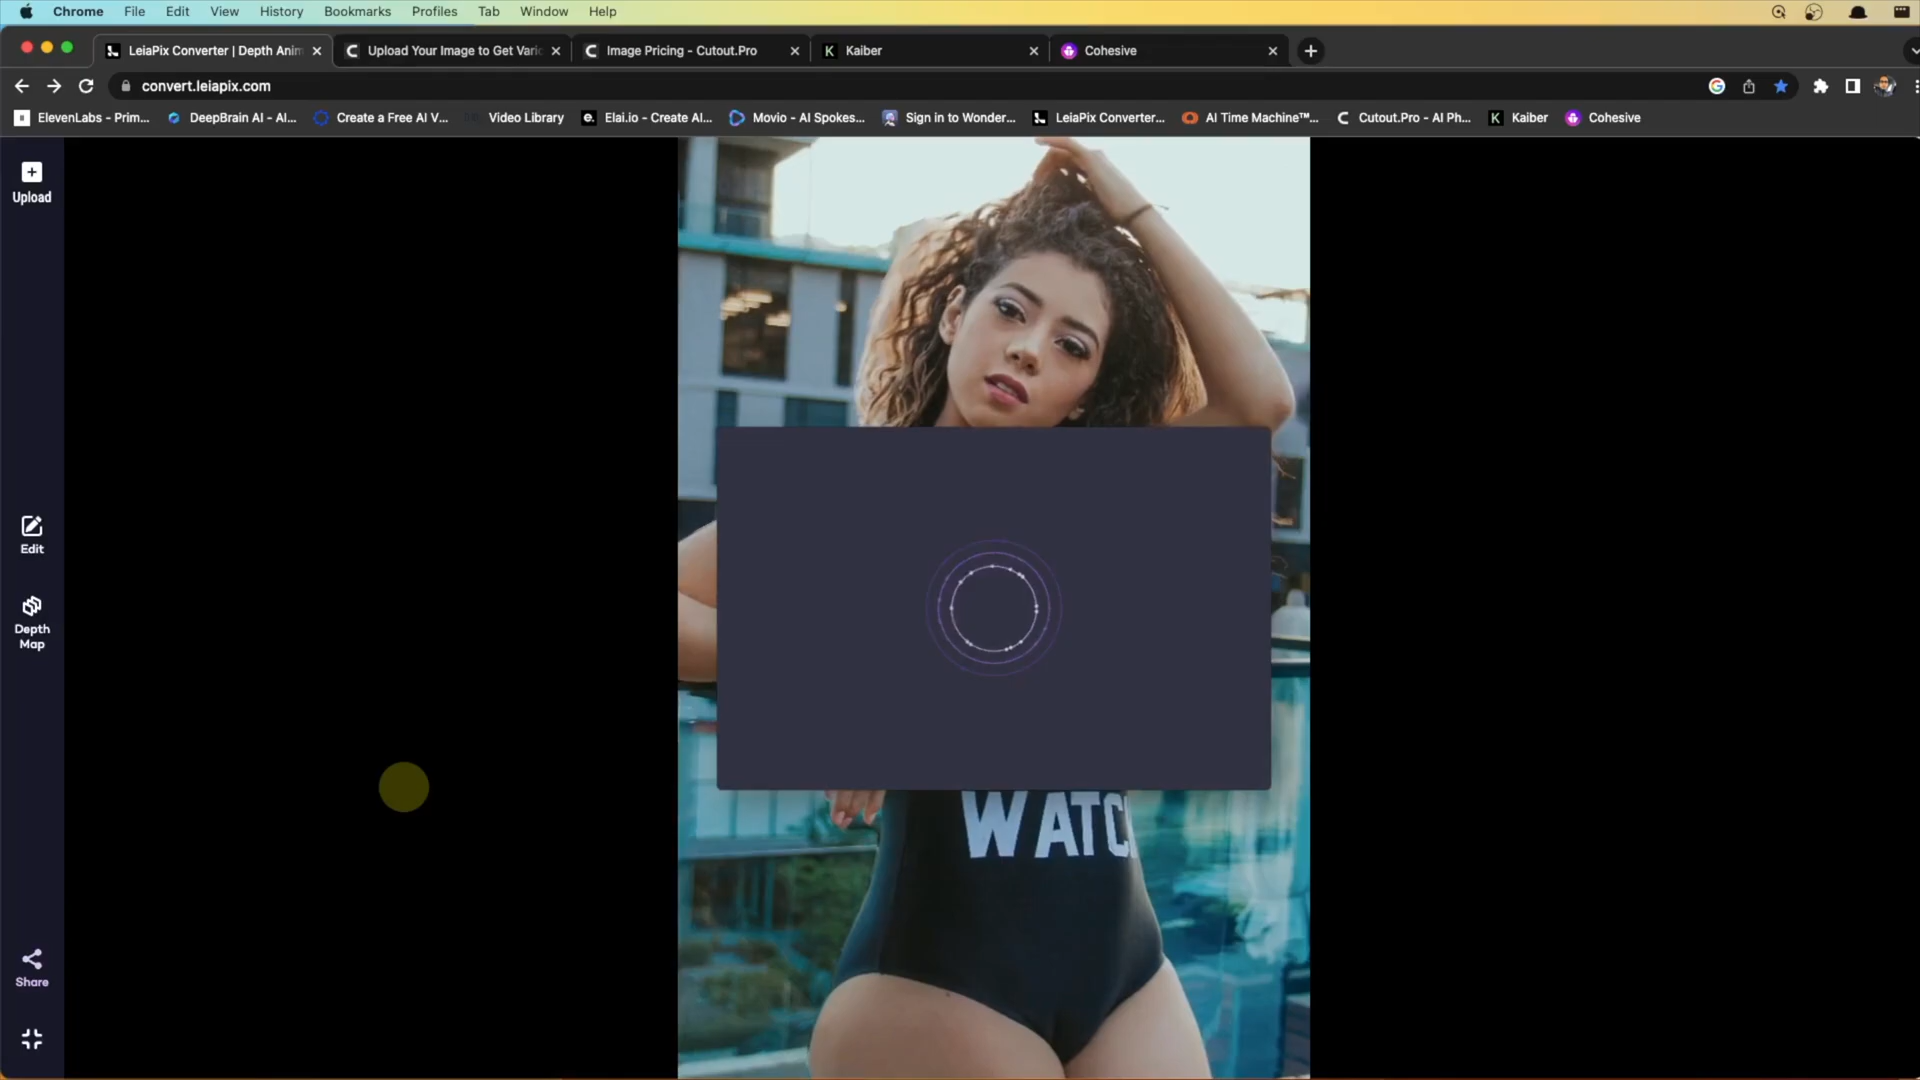 Chrome File Edit View History Bookmarks Profiles Tab Window Help
LeiaPix Converter | Depth Anim Upload Your Image to Get Vari Image Pricing - Cutout.Pro Kaiber Cohesive
convert.leiapix.com
ElevenLabs - Prim... DeepBrain AI - AI... Create a Free AI V... Video Library Elai.io - Create AI... Movio - AI Spokes... Sign in to Wonder... LeiaPix Converter... AI Time Machine™... Cutout.Pro - AI Ph... Kaiber Cohesive
Upload
Edit
Depth
Map
WATC
Share